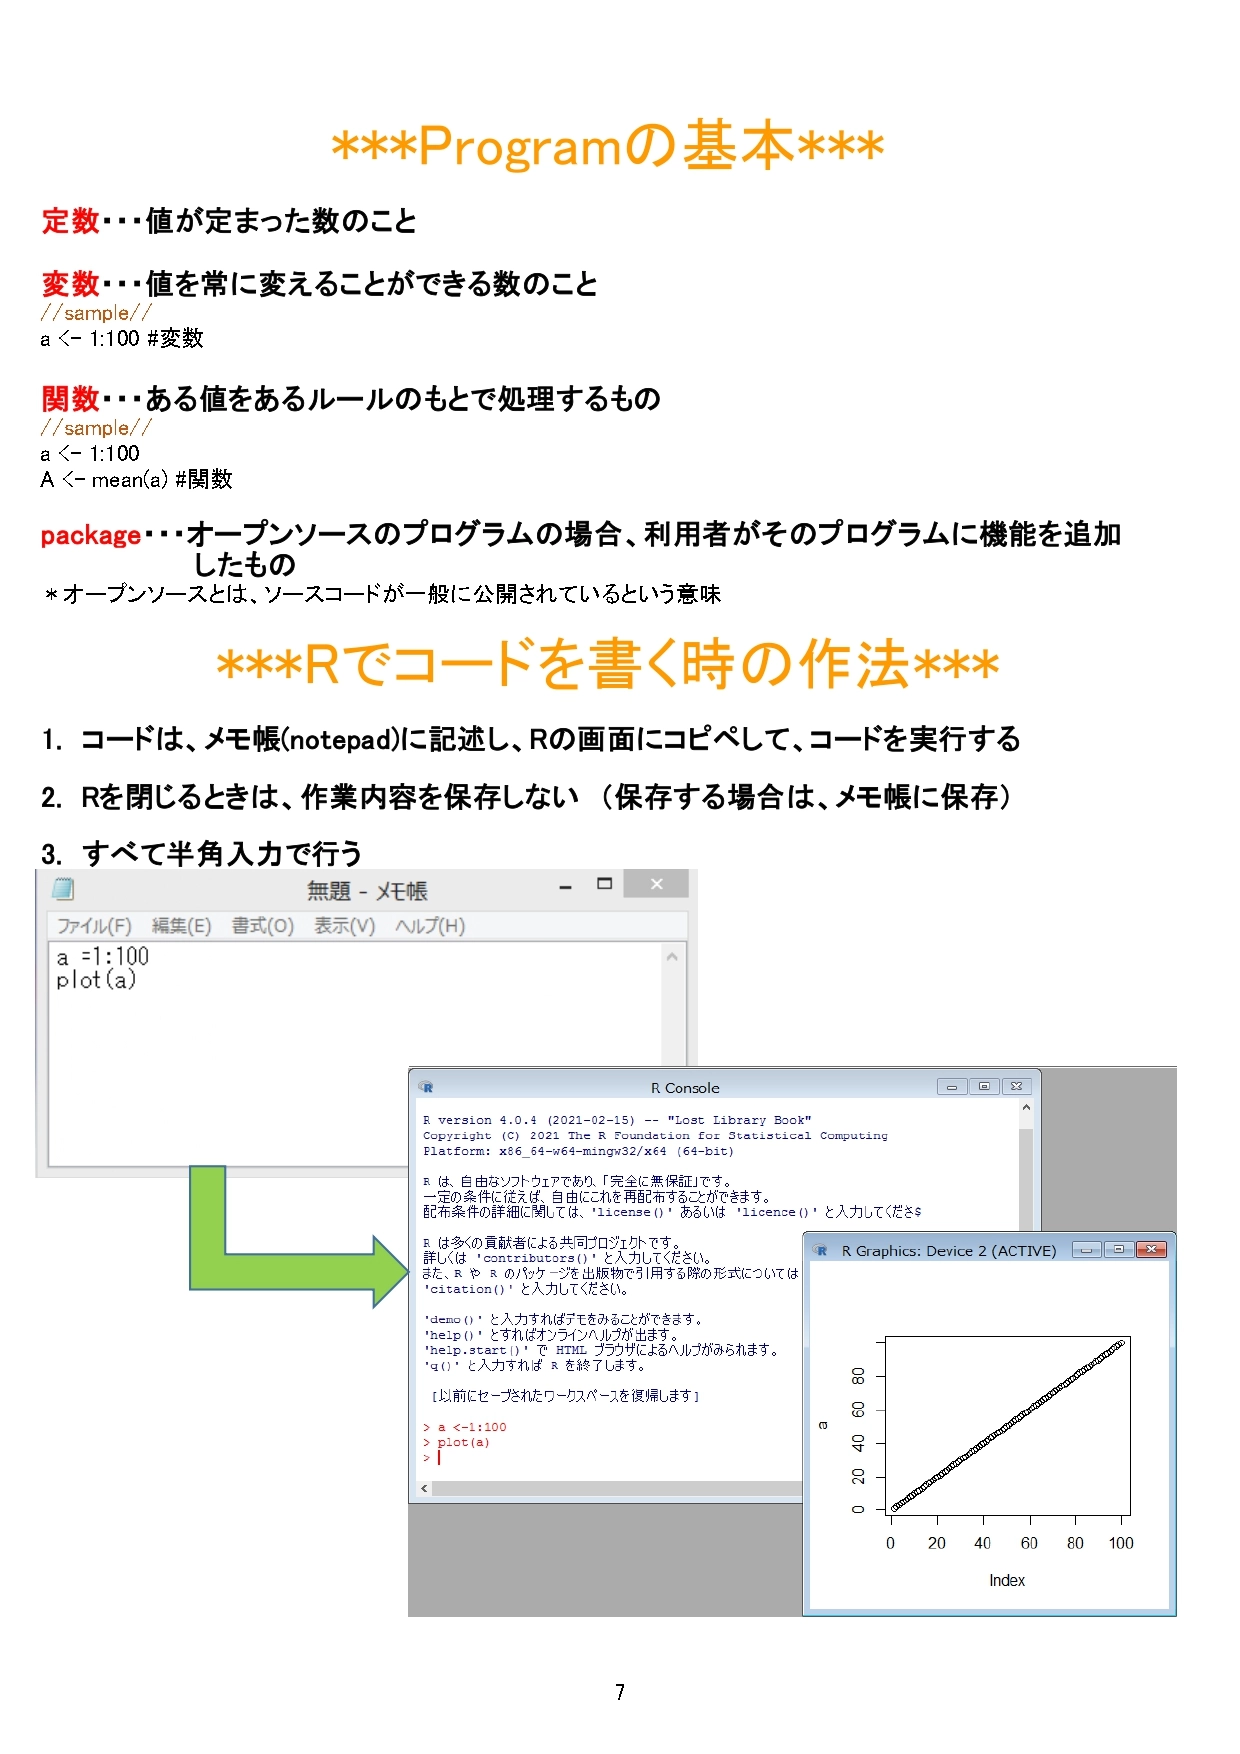 ***Programの基本***
定数・・・値が定まった数のこと
変数・・・値を常に変えることができる数のこと
//sample//
a <- 1:100 #変数
関数・・・ある値をあるルールのもとで処理するもの
//sample//
a <- 1:100
A <- mean(a) #関数
package・・・オープンソースのプログラムの場合、利用者がそのプログラムに機能を追加
したもの
＊オープンソースとは、ソースコードが一般に公開されているという意味
***Rでコードを書く時の作法***
1. コードは、メモ帳(notepad)に記述し、Rの画面にコピペして、コードを実行する
2. Rを閉じるときは、作業内容を保存しない （保存する場合は、メモ帳に保存）
3. すべて半角入力で行う
無題 - メモ帳
ファイル(F) 編集(E) 書式(O) 表示(V) ヘルプ(H)
a =1:100
plot(a)
R Console
R version 4.0.4 (2021-02-15) -- "Lost Library Book"
Copyright (C) 2021 The R Foundation for Statistical Computing
Platform: x86_64-w64-mingw32/x64 (64-bit)
R は、自由なソフトウェアであり、「完全に無保証」です。
一定の条件に従えば、自由にこれを再配布することができます。
配布条件の詳細に関しては、'license()' あるいは 'licence()' と入力してくださ$
R は多くの貢献者による共同プロジェクトです。
詳しくは 'contributors()' と入力してください。
また、R や R のパッケージを出版物で引用する際の形式については
'citation()' と入力してください。
'demo()' と入力すればデモをみることができます。
'help()' とすればオンラインヘルプが出ます。
'help.start()' で HTML ブラウザによるヘルプがみられます。
'q()' と入力すれば R を終了します。
[以前にセーブされたワークスペースを復帰します]
> a <-1:100
> plot(a)
>
R Graphics: Device 2 (ACTIVE)
a
80
60
40
20
0
0 20 40 60 80 100
Index
7